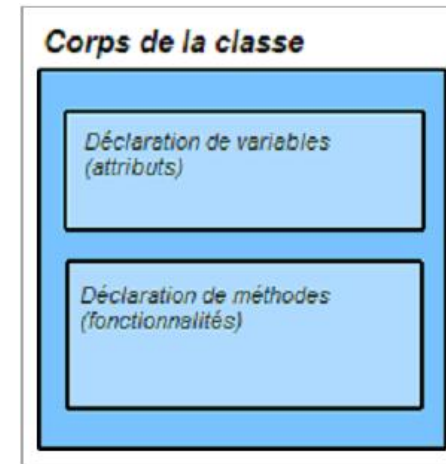 Corps de la classe
Déclaration de variables
(attributs)
Déclaration de méthodes
(fonctionnalités)